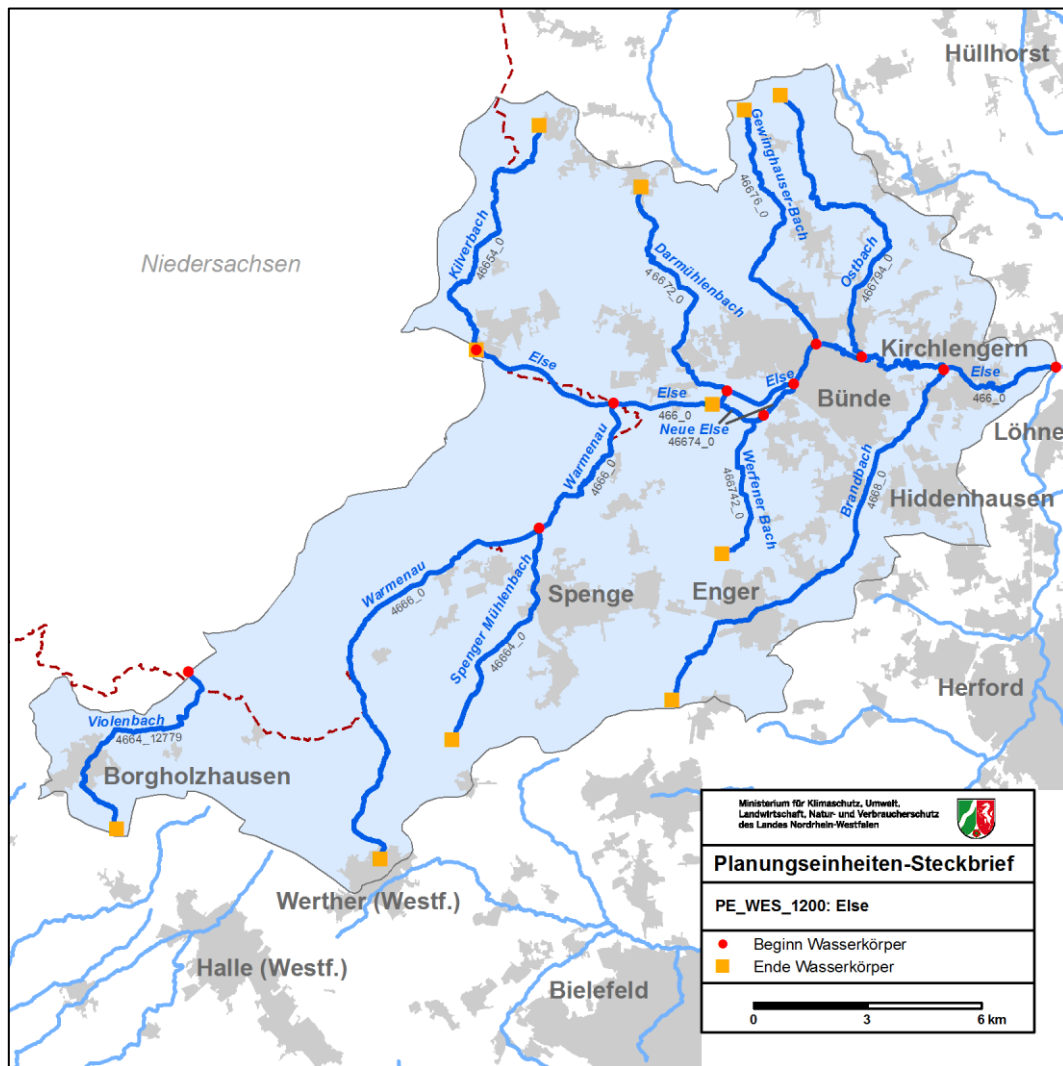 Hüllhorst
Gewinghauser-Bach
46676_0
Kilverbach
46654_0
Niedersachsen
Darmühlenbach
46672_0
Ostbach
466794_0
Kirchlengern
Else
Else
Else
Else
466_0
466_0
Bünde
Neue Else
46674_0
Löhne
Warmenau
4666_0
Werfener Bach
466742_0
Brandbach
4668_0
Hiddenhausen
Warmenau
4666_0
Spenger Mühlenbach
46664_0
Spenge
Enger
Herford
Violenbach
4664_12779
Borgholzhausen
Werther (Westf.)
Halle (Westf.)
Bielefeld
Ministerium für Klimaschutz, Umwelt,
Landwirtschaft, Natur- und Verbraucherschutz
des Landes Nordrhein-Westfalen
Planungseinheiten-Steckbrief
PE_WES_1200: Else
Beginn Wasserkörper
Ende Wasserkörper
0 3 6 km